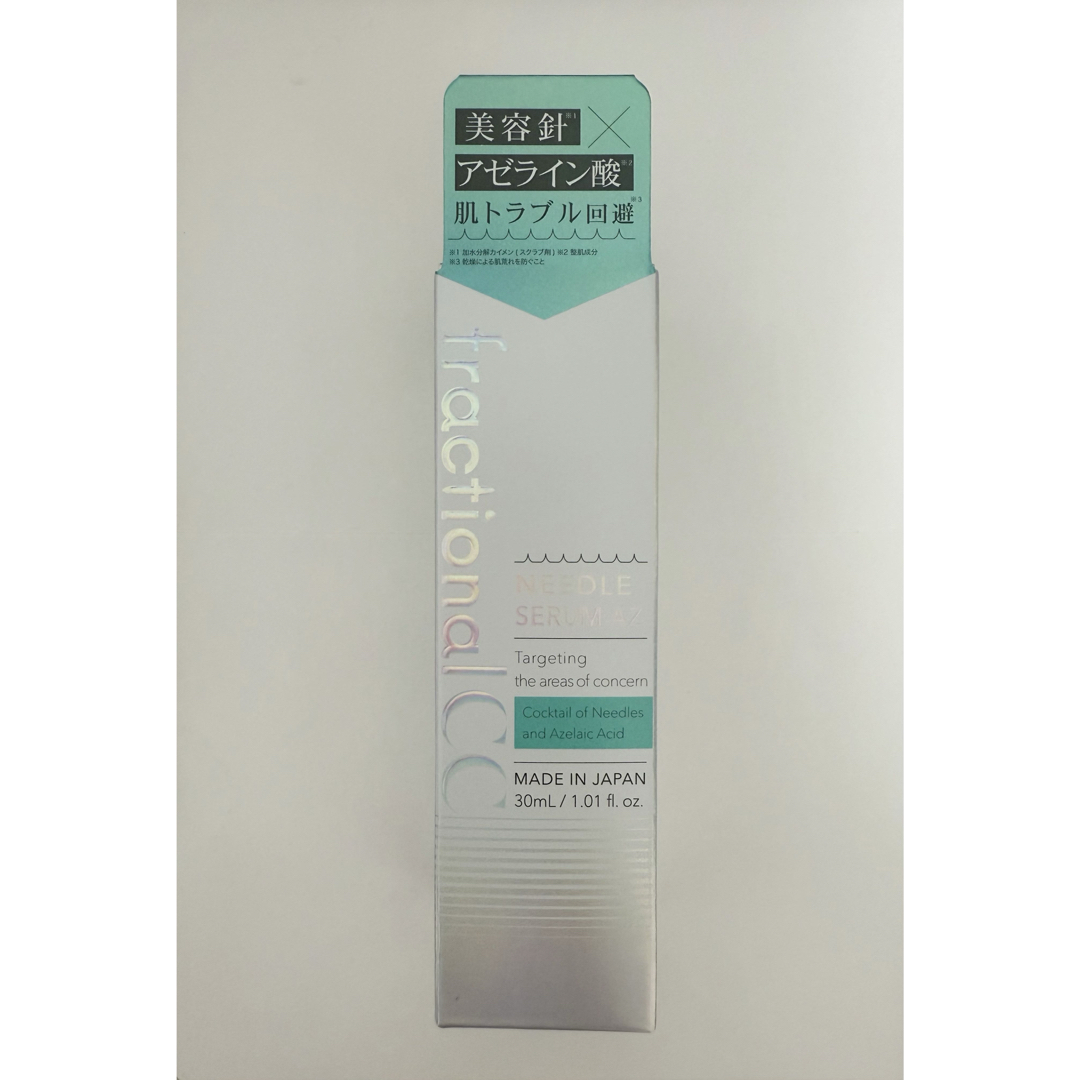 美容針※1 ×
アゼライン酸※2
肌トラブル回避※3
※1 加水分解カイメン(スクラブ剤) ※2 整肌成分
※3 乾燥による肌荒れを防ぐこと
fractional CC
NEEDLE
SERUM AZ
Targeting
the areas of concern
Cocktail of Needles
and Azelaic Acid
MADE IN JAPAN
30mL / 1.01 fl. oz.